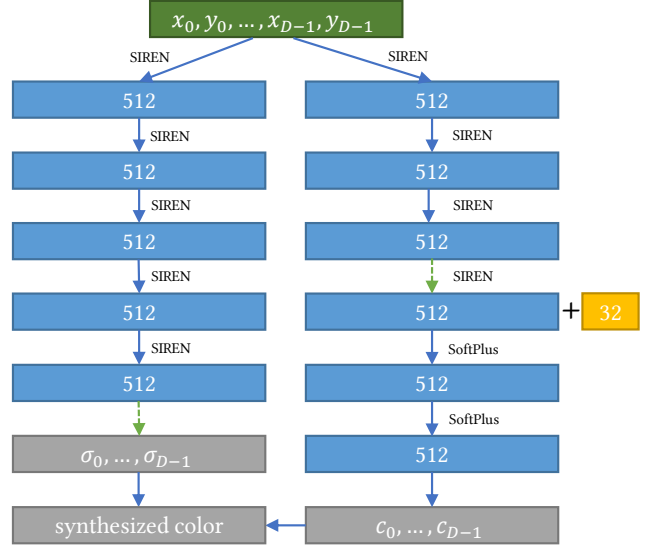 x₀, y₀, …, x_{D−1}, y_{D−1}
SIREN SIREN
512 512
SIREN SIREN
512 512
SIREN SIREN
512 512
SIREN SIREN
512 512 + 32
SIREN SoftPlus
512 512
SoftPlus
σ₀, …, σ_{D−1} 512
synthesized color c₀, …, c_{D−1}